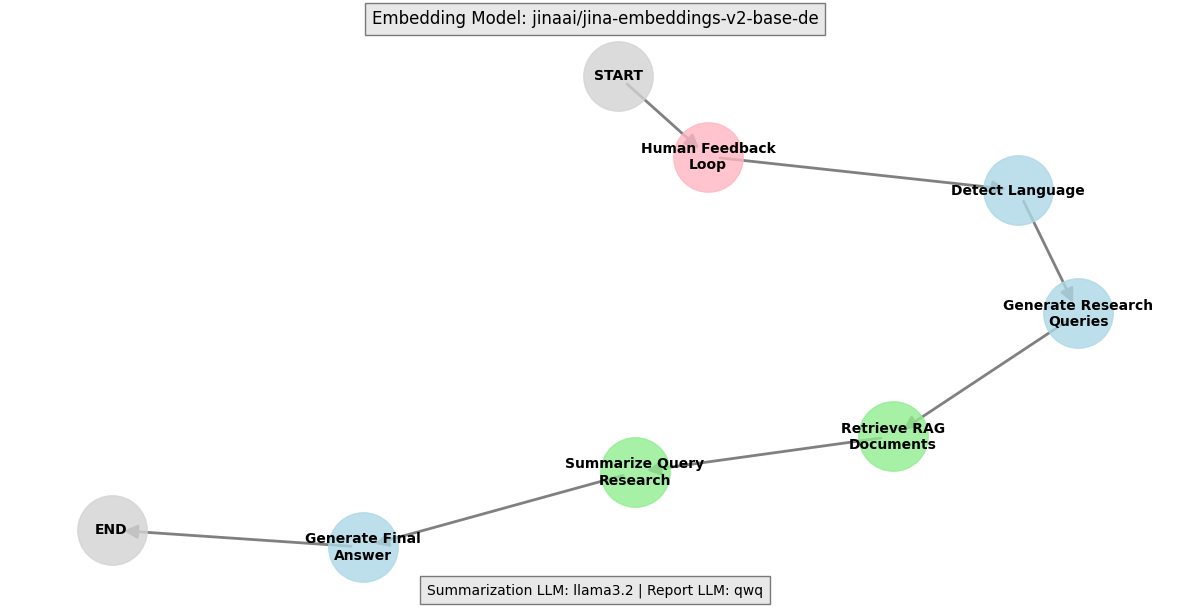 Embedding Model: jinaai/jina-embeddings-v2-base-de
START
Human Feedback
Loop
Detect Language
Generate Research
Queries
Retrieve RAG
Documents
Summarize Query
Research
Generate Final
Answer
END
Summarization LLM: llama3.2 | Report LLM: qwq